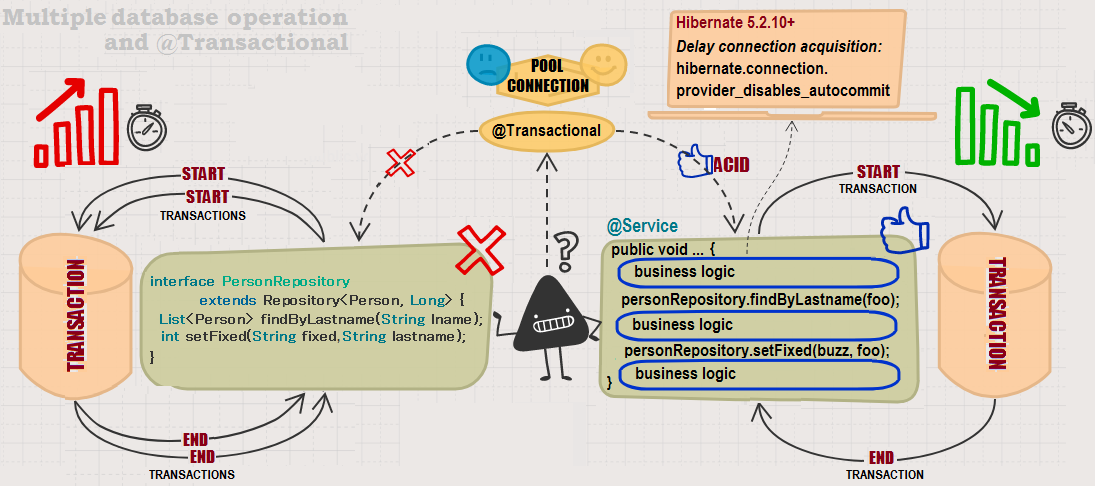 Multiple database operation
and @Transactional
POOL
CONNECTION
@Transactional
Hibernate 5.2.10+
Delay connection acquisition:
hibernate.connection.
provider_disables_autocommit
START
START
TRANSACTIONS
TRANSACTION
interface PersonRepository
extends Repository<Person, Long> {
List<Person> findByLastname(String lname);
int setFixed(String fixed,String lastname);
}
END
END
TRANSACTIONS
?
ACID
@Service
public void ... {
business logic
personRepository.findByLastname(foo);
business logic
personRepository.setFixed(buzz, foo);
business logic
}
START
TRANSACTION
TRANSACTION
END
TRANSACTION